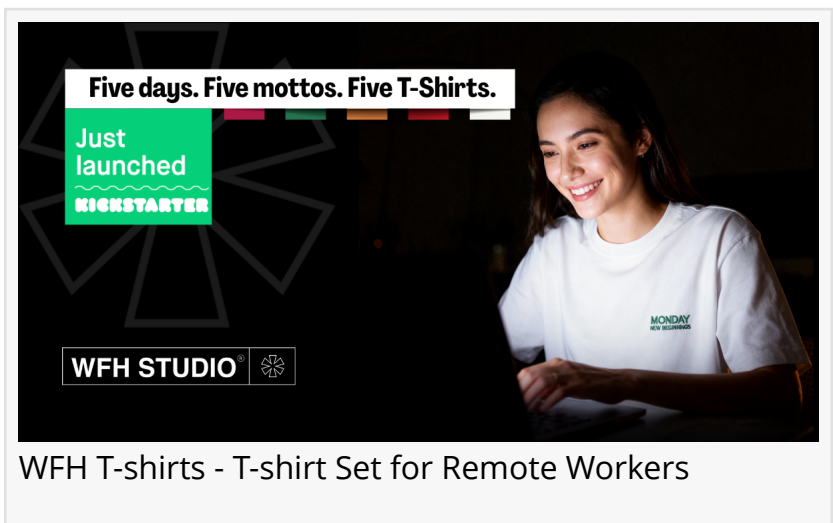 Five days. Five mottos. Five T-Shirts.
Just
launched
KICKSTARTER
MONDAY
NEW BEGINNINGS
WFH STUDIO®
WFH T-shirts - T-shirt Set for Remote Workers